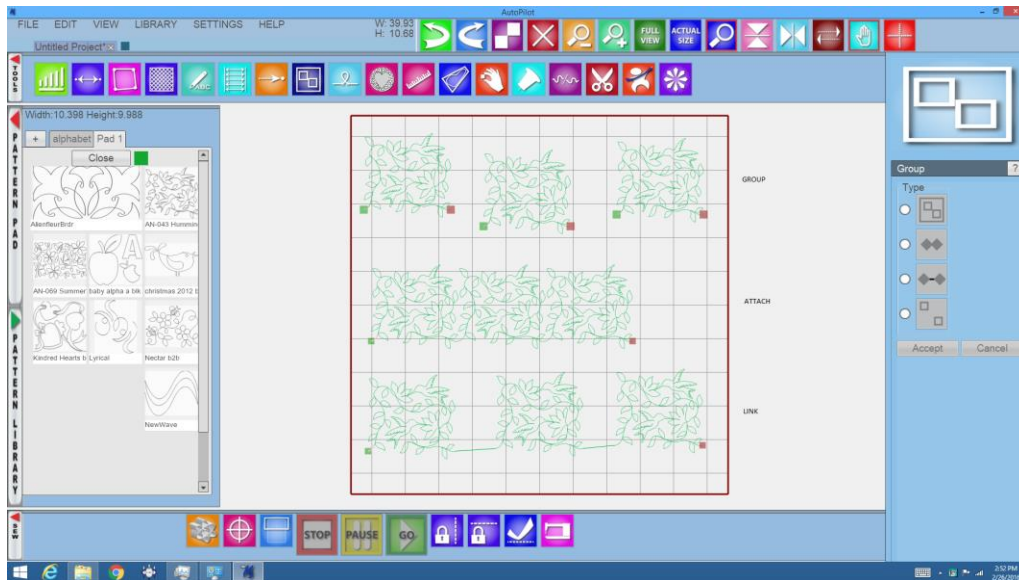 AutoPilot
FILE EDIT VIEW LIBRARY SETTINGS HELP
W: 39.93
H: 10.68
FULL VIEW
ACTUAL SIZE
Untitled Project*
TOOLS
ABC
Width:10.398 Height:9.988
+ alphabet Pad 1
Close
PATTERN PAD
PATTERN LIBRARY
AlienfleurBrdr
AN-043 Hummin
AN-069 Summer
baby alpha a blk
christmas 2012 b
Kindred Hearts b
Lyrical
Nectar b2b
NewWave
GROUP
ATTACH
LINK
Group ?
Type
Accept Cancel
SEW
STOP
PAUSE
GO
2:52 PM